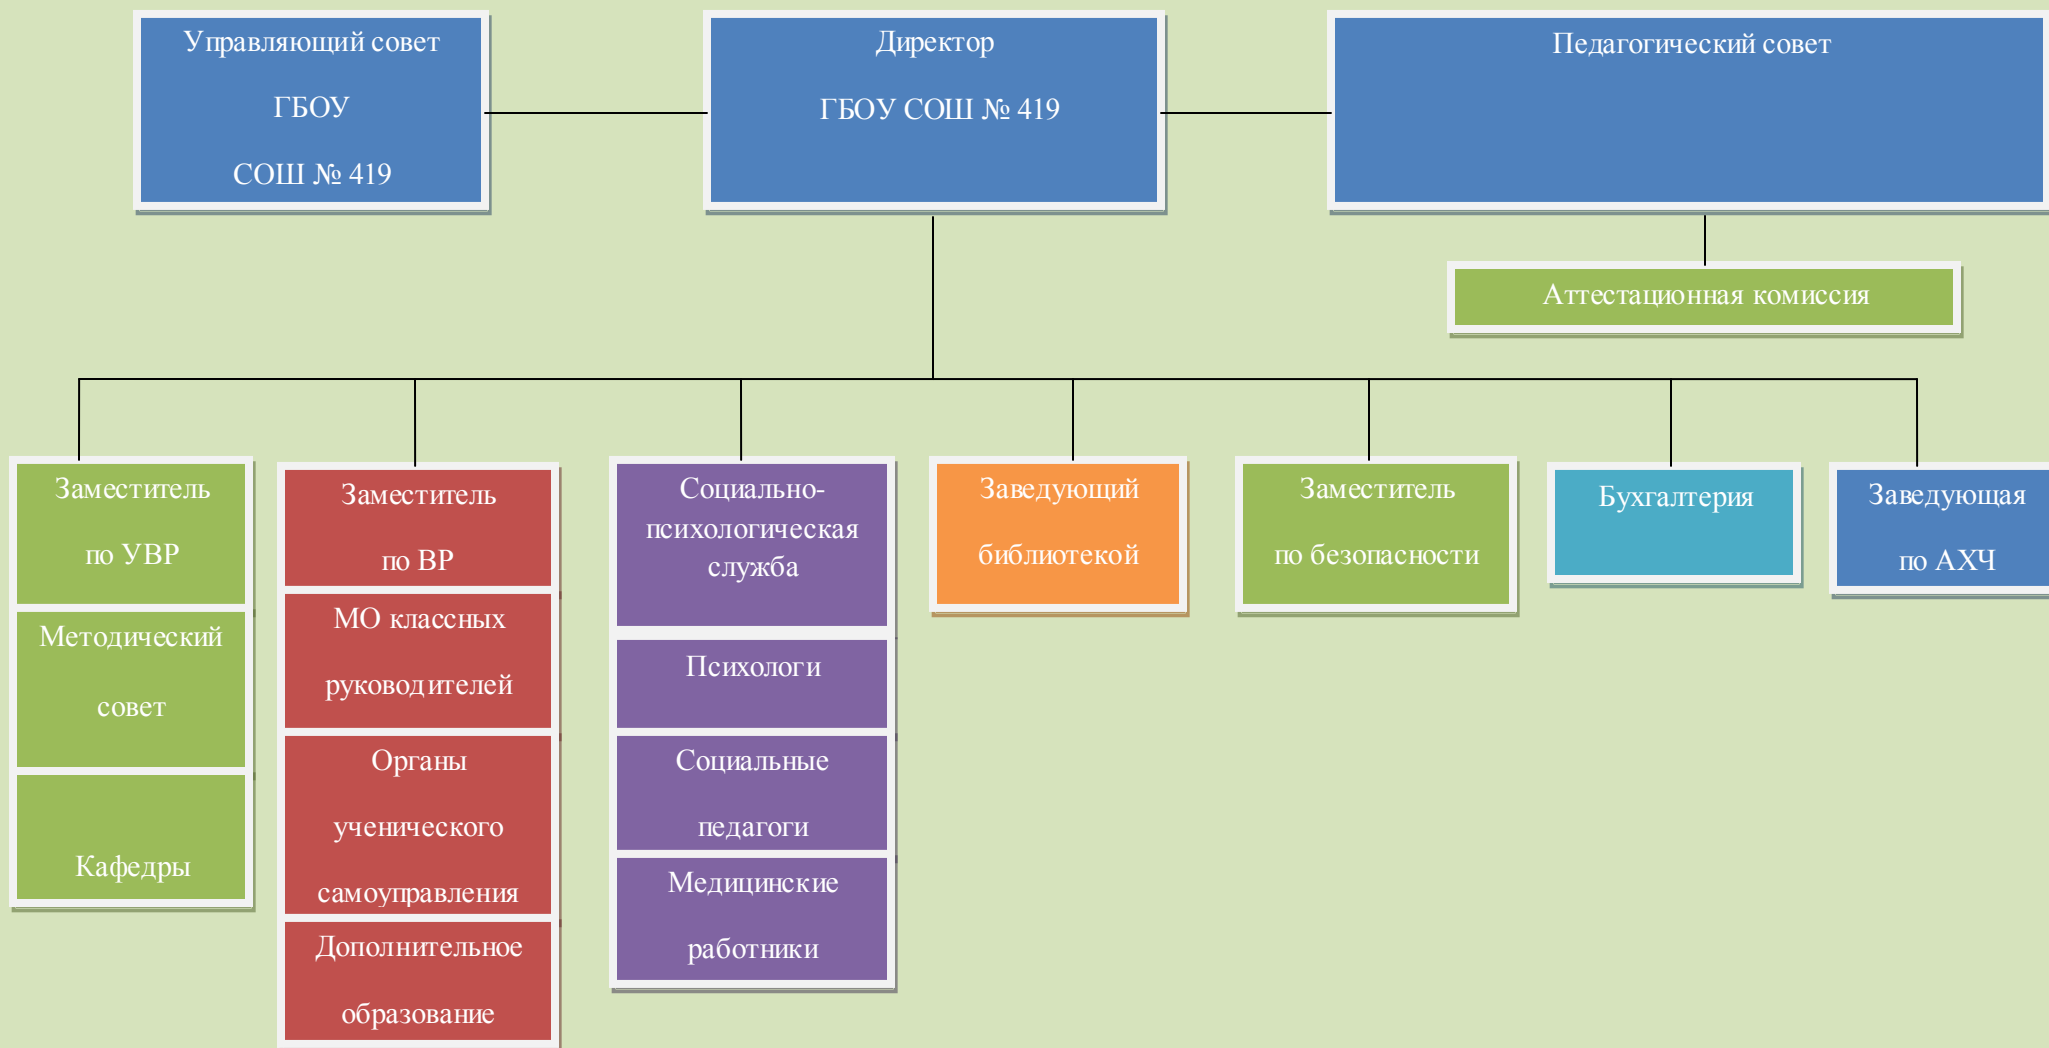 Управляющий совет
ГБОУ
СОШ № 419
Директор
ГБОУ СОШ № 419
Педагогический совет
Аттестационная комиссия
Заместитель
по УВР
Методический
совет
Кафедры
Заместитель
по ВР
МО классных
руководителей
Органы
ученического
самоуправления
Дополнительное
образование
Социально-
психологическая
служба
Психологи
Социальные
педагоги
Медицинские
работники
Заведующий
библиотекой
Заместитель
по безопасности
Бухгалтерия
Заведующая
по АХЧ